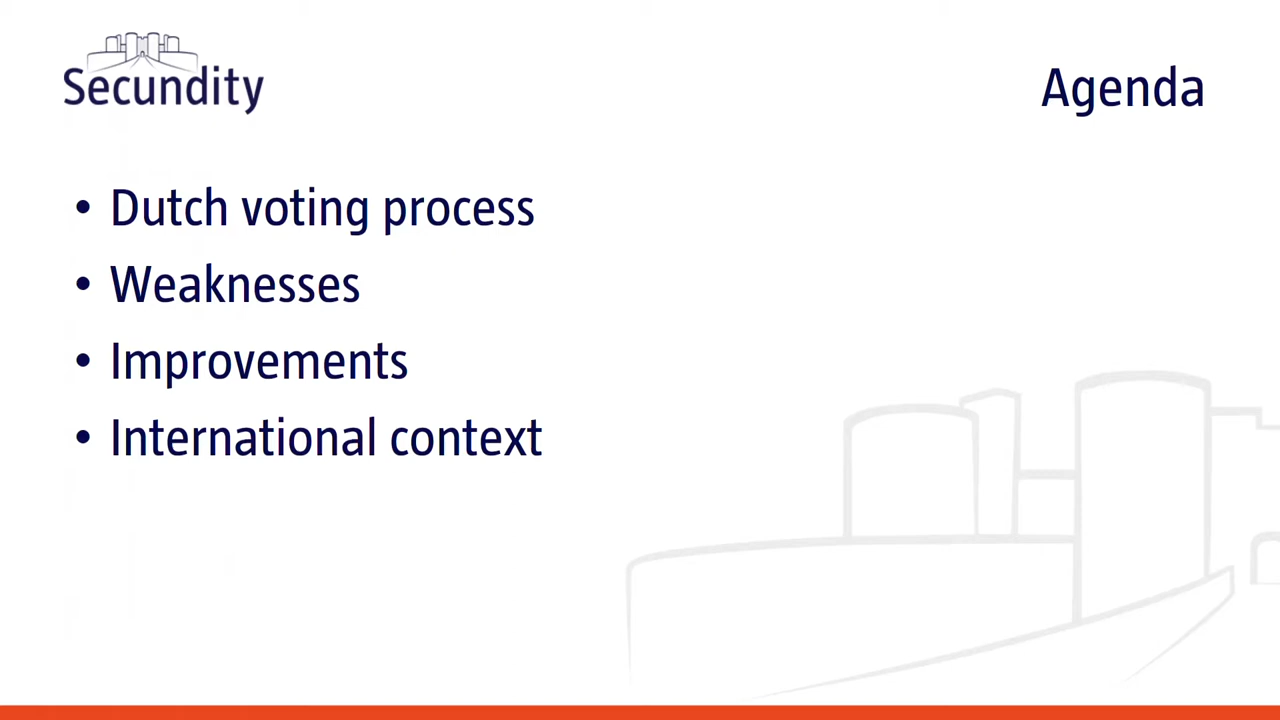 Secundity
Agenda
• Dutch voting process
• Weaknesses
• Improvements
• International context